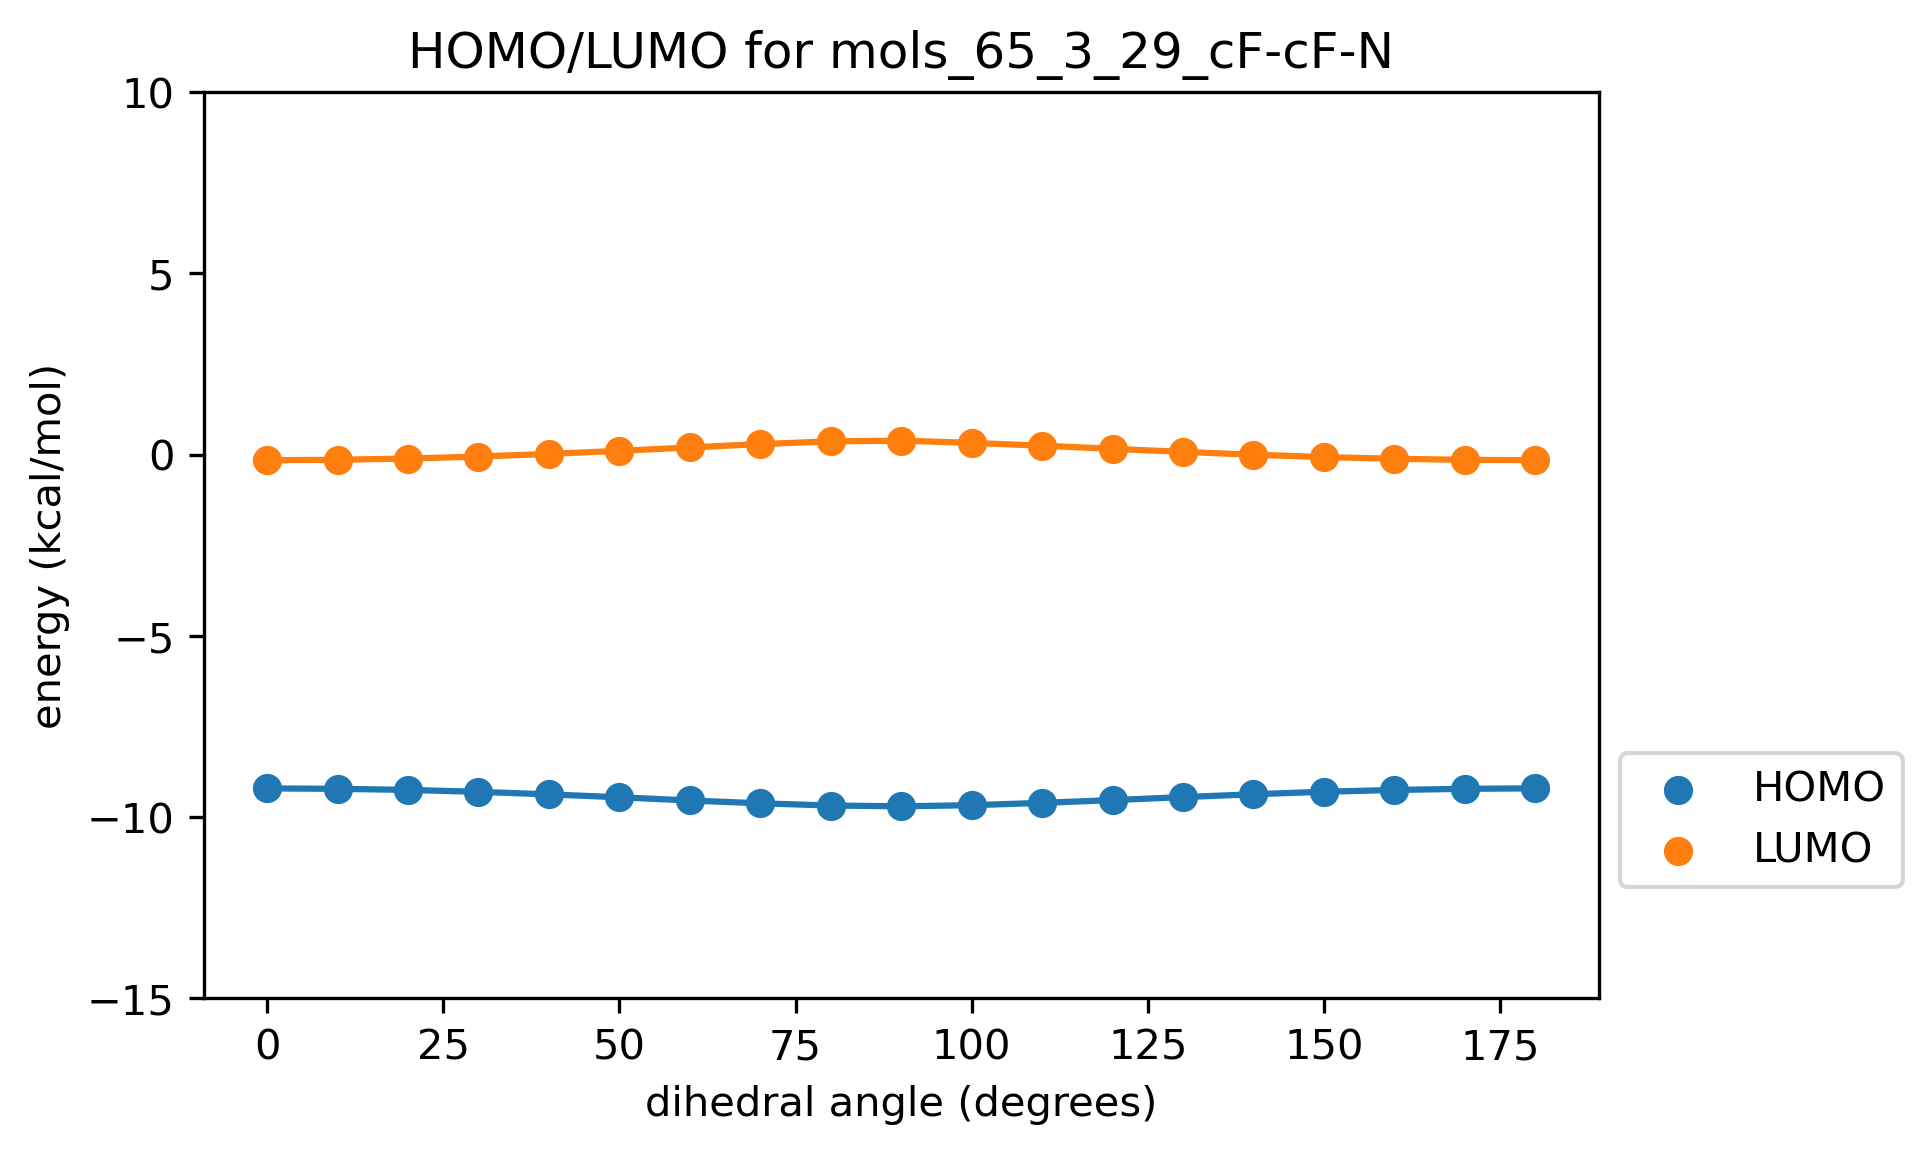 HOMO/LUMO for mols_65_3_29_cF-cF-N
10
5
0
−5
−10
−15
energy (kcal/mol)
0 25 50 75 100 125 150 175
dihedral angle (degrees)
HOMO
LUMO